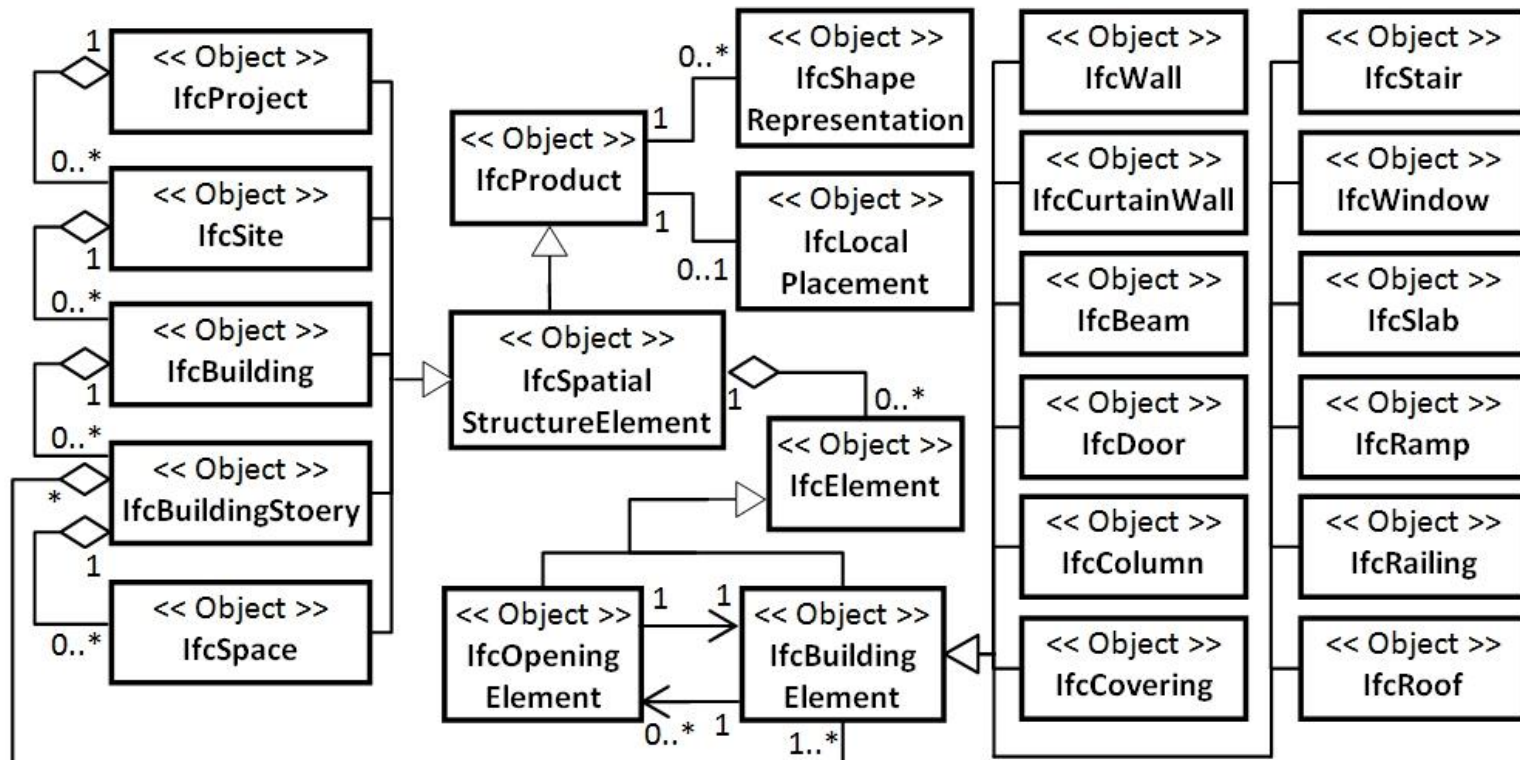 1
<< Object >>
IfcProject
0..*
<< Object >>
IfcSite
1
0..*
<< Object >>
IfcBuilding
1
0..*
<< Object >>
IfcBuildingStoery
*
1
0..*
<< Object >>
IfcSpace
<< Object >>
IfcProduct
1
0..*
1
0..1
<< Object >>
IfcShape
Representation
<< Object >>
IfcLocal
Placement
<< Object >>
IfcSpatial
StructureElement
1
0..*
<< Object >>
IfcElement
<< Object >>
IfcOpening
Element
1
1
0..*
1
<< Object >>
IfcBuilding
Element
1..*
<< Object >>
IfcWall
<< Object >>
IfcCurtainWall
<< Object >>
IfcBeam
<< Object >>
IfcDoor
<< Object >>
IfcColumn
<< Object >>
IfcCovering
<< Object >>
IfcStair
<< Object >>
IfcWindow
<< Object >>
IfcSlab
<< Object >>
IfcRamp
<< Object >>
IfcRailing
<< Object >>
IfcRoof